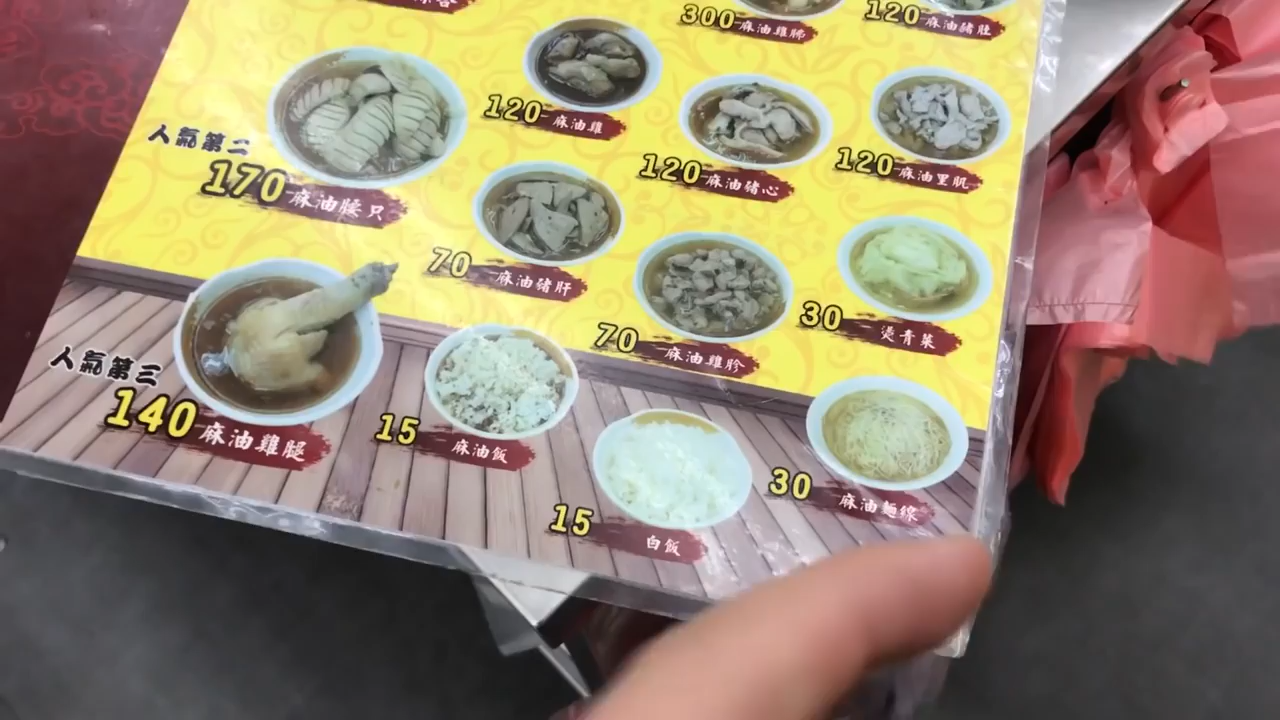 300 麻油雞肺
120 麻油豬肚
120 麻油雞
人氣第二
170 麻油腰只
120 麻油豬心
120 麻油里肌
70 麻油豬肝
70 麻油雞胗
30 燙青菜
人氣第三
140 麻油雞腿
15 麻油飯
15 白飯
30 麻油麵線